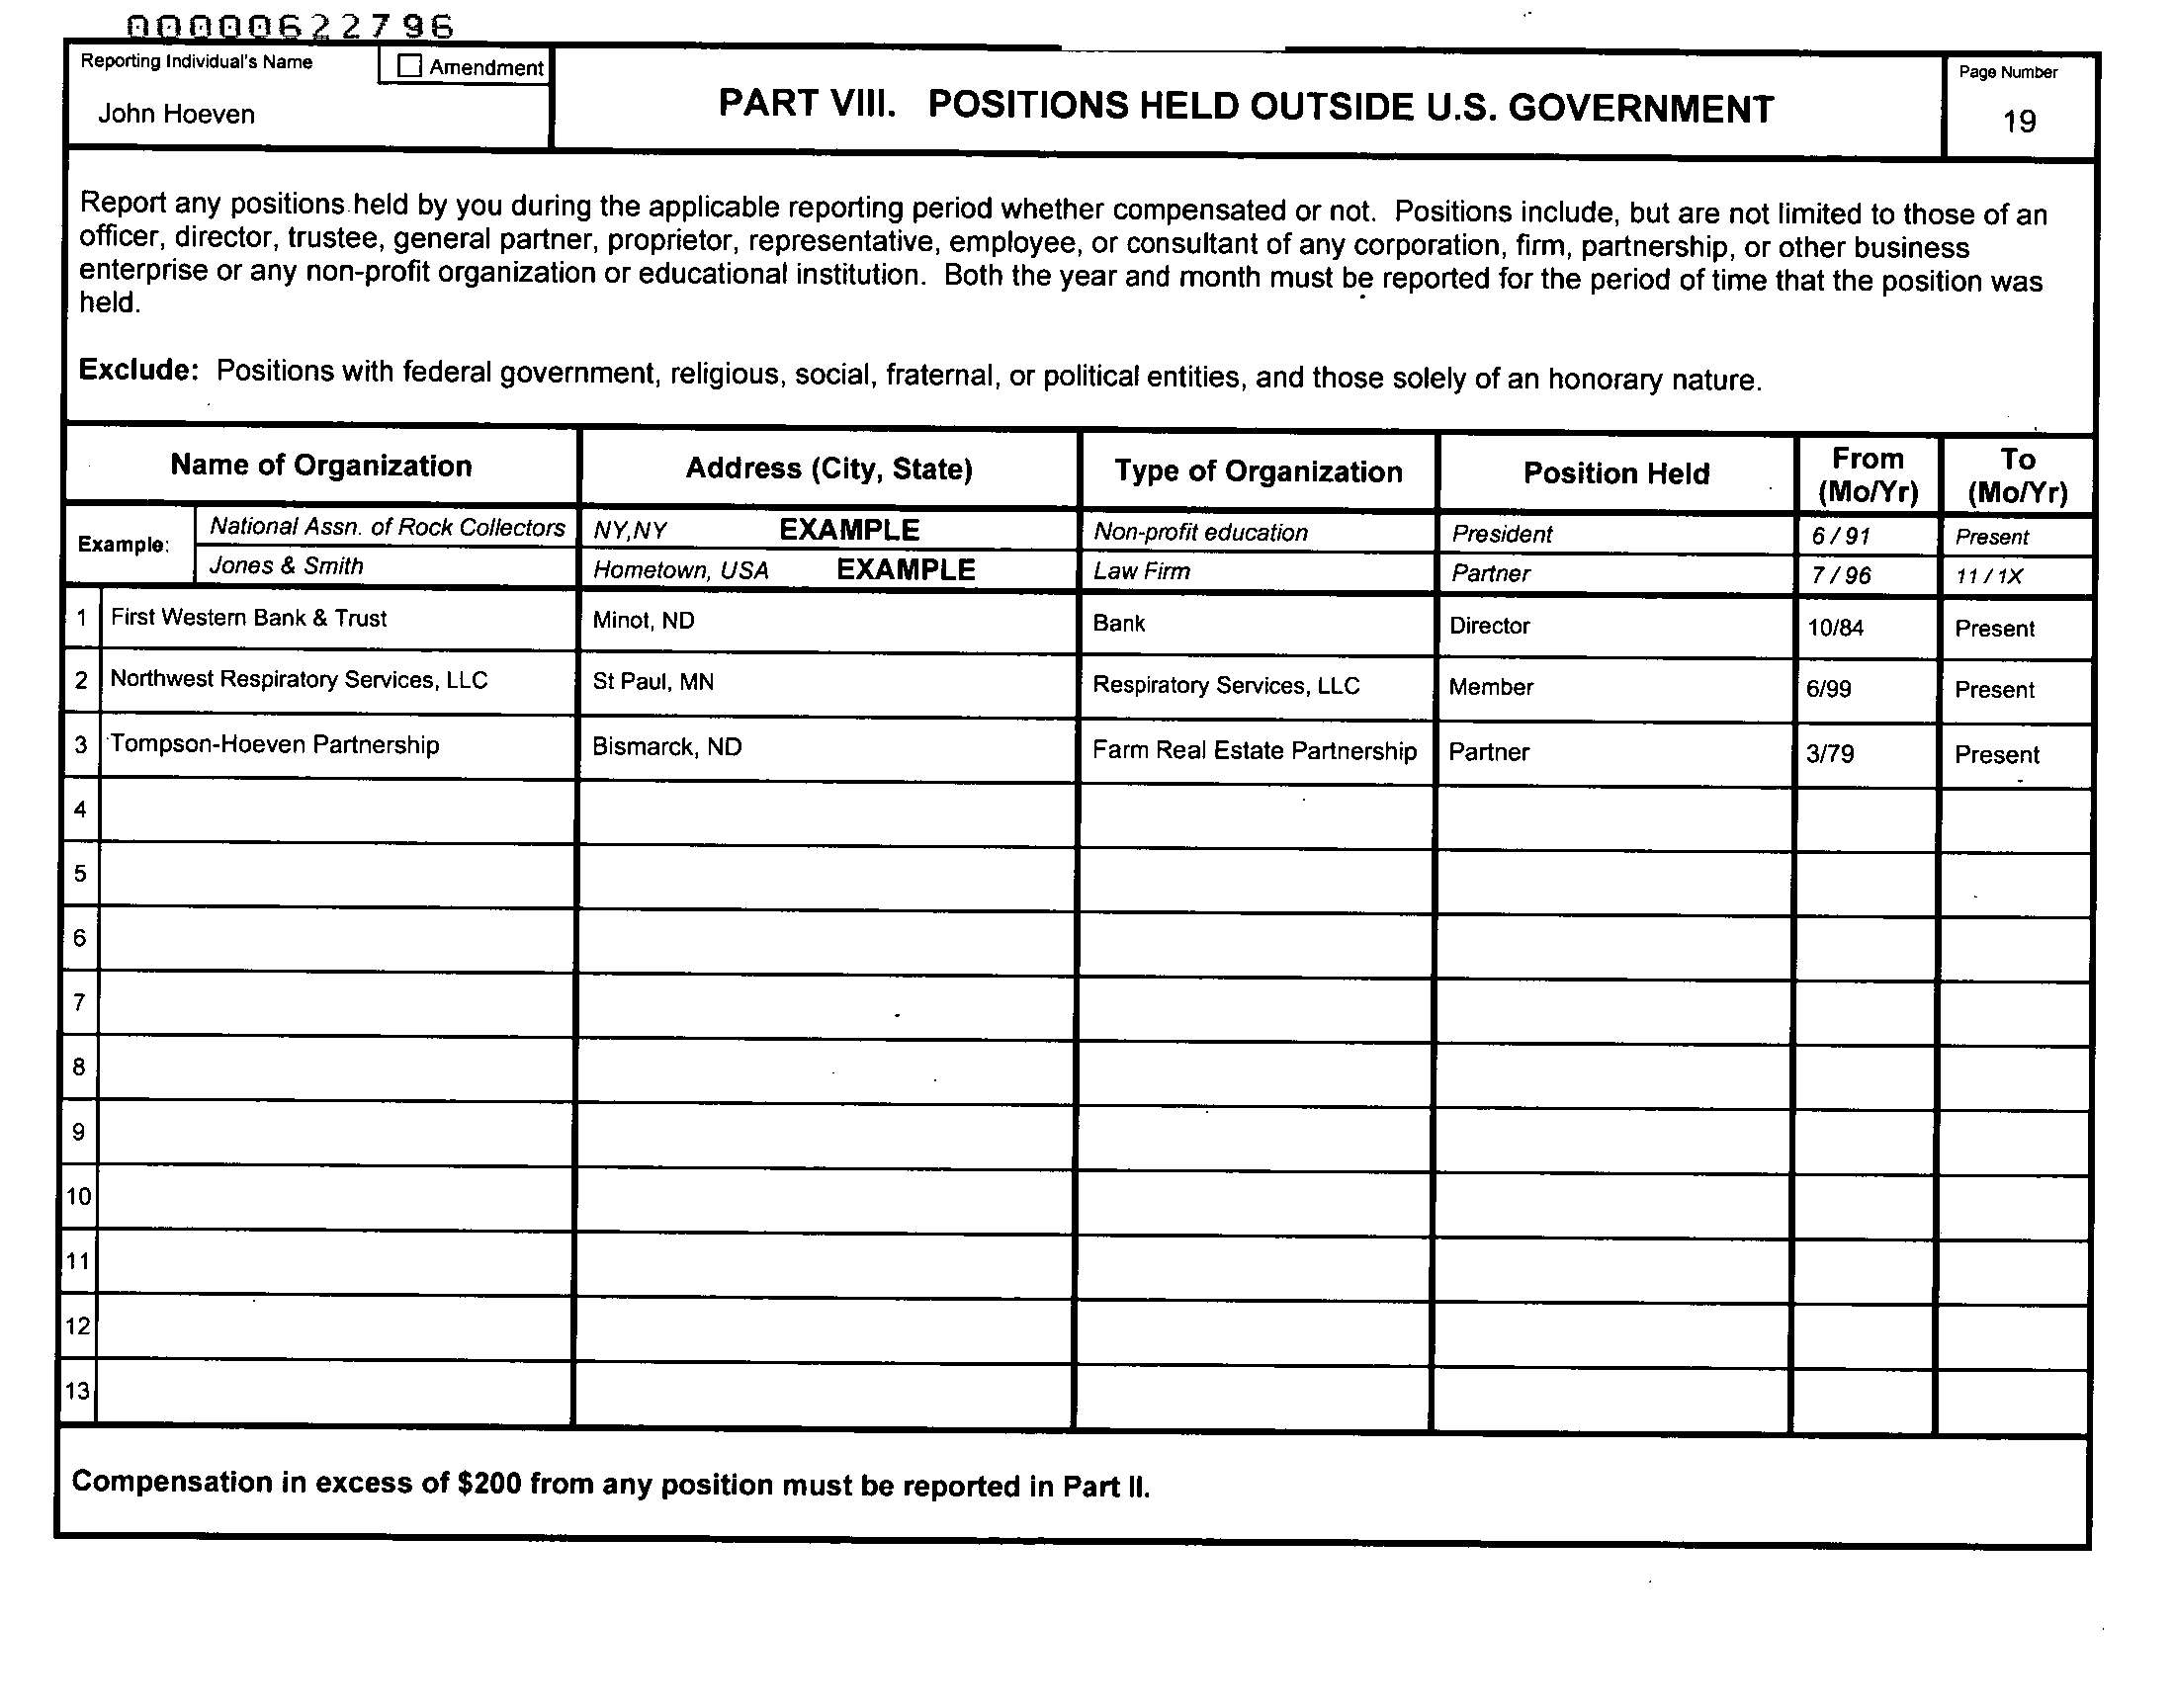 00000622796
Reporting Individual's Name
Amendment
John Hoeven
PART VIII. POSITIONS HELD OUTSIDE U.S. GOVERNMENT
Page Number
19
Report any positions held by you during the applicable reporting period whether compensated or not. Positions include, but are not limited to those of an
officer, director, trustee, general partner, proprietor, representative, employee, or consultant of any corporation, firm, partnership, or other business
enterprise or any non-profit organization or educational institution. Both the year and month must be reported for the period of time that the position was
held.
Exclude: Positions with federal government, religious, social, fraternal, or political entities, and those solely of an honorary nature.
Name of Organization Address (City, State) Type of Organization Position Held From (Mo/Yr) To (Mo/Yr)
Example: National Assn. of Rock Collectors NY,NY EXAMPLE Non-profit education President 6 / 91 Present
Jones & Smith Hometown, USA EXAMPLE Law Firm Partner 7 / 96 11 / 1X
1 First Western Bank & Trust Minot, ND Bank Director 10/84 Present
2 Northwest Respiratory Services, LLC St Paul, MN Respiratory Services, LLC Member 6/99 Present
3 Tompson-Hoeven Partnership Bismarck, ND Farm Real Estate Partnership Partner 3/79 Present
4
5
6
7
8
9
10
11
12
13
Compensation in excess of $200 from any position must be reported in Part II.